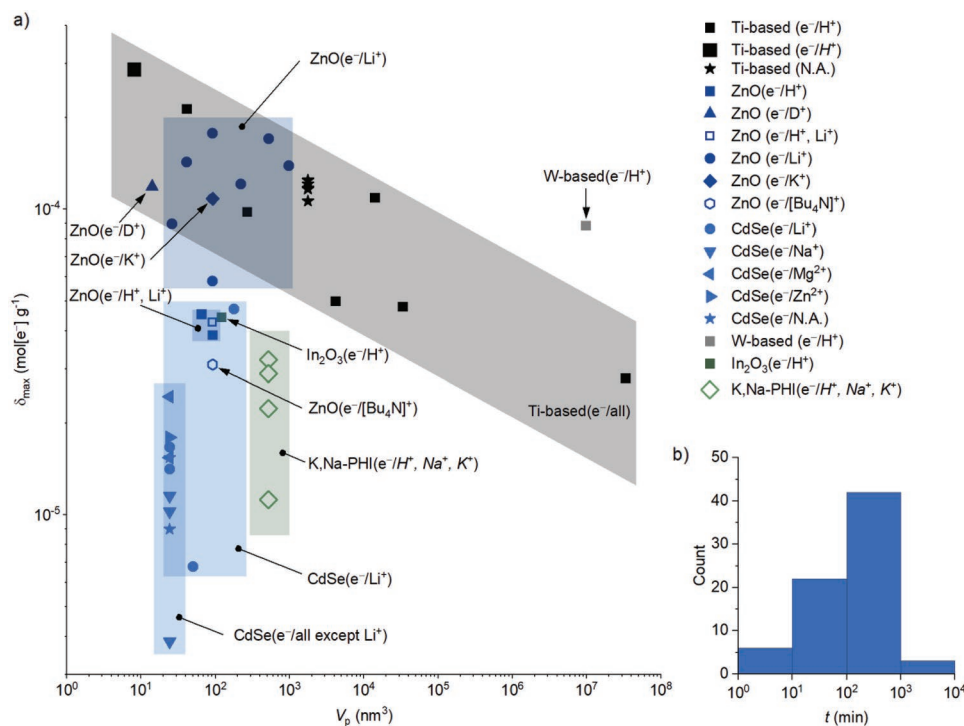 a)
10⁻⁴
10⁻⁵
δmax (mol[e⁻] g⁻¹)
ZnO(e⁻/Li⁺)
W-based(e⁻/H⁺)
ZnO(e⁻/D⁺)
ZnO(e⁻/K⁺)
ZnO(e⁻/H⁺, Li⁺)
In₂O₃(e⁻/H⁺)
ZnO(e⁻/[Bu₄N]⁺)
Ti-based(e⁻/all)
K,Na-PHI(e⁻/H⁺, Na⁺, K⁺)
CdSe(e⁻/Li⁺)
CdSe(e⁻/all except Li⁺)
10⁰ 10¹ 10² 10³ 10⁴ 10⁵ 10⁶ 10⁷ 10⁸
Vp (nm³)
Ti-based (e⁻/H⁺)
Ti-based (e⁻/H⁺)
Ti-based (N.A.)
ZnO(e⁻/H⁺)
ZnO (e⁻/D⁺)
ZnO (e⁻/H⁺, Li⁺)
ZnO (e⁻/Li⁺)
ZnO (e⁻/K⁺)
ZnO (e⁻/[Bu₄N]⁺)
CdSe(e⁻/Li⁺)
CdSe(e⁻/Na⁺)
CdSe(e⁻/Mg²⁺)
CdSe(e⁻/Zn²⁺)
CdSe(e⁻/N.A.)
W-based (e⁻/H⁺)
In₂O₃(e⁻/H⁺)
K,Na-PHI(e⁻/H⁺, Na⁺, K⁺)
b)
50
40
30
20
10
0
Count
10⁰ 10¹ 10² 10³ 10⁴
t (min)